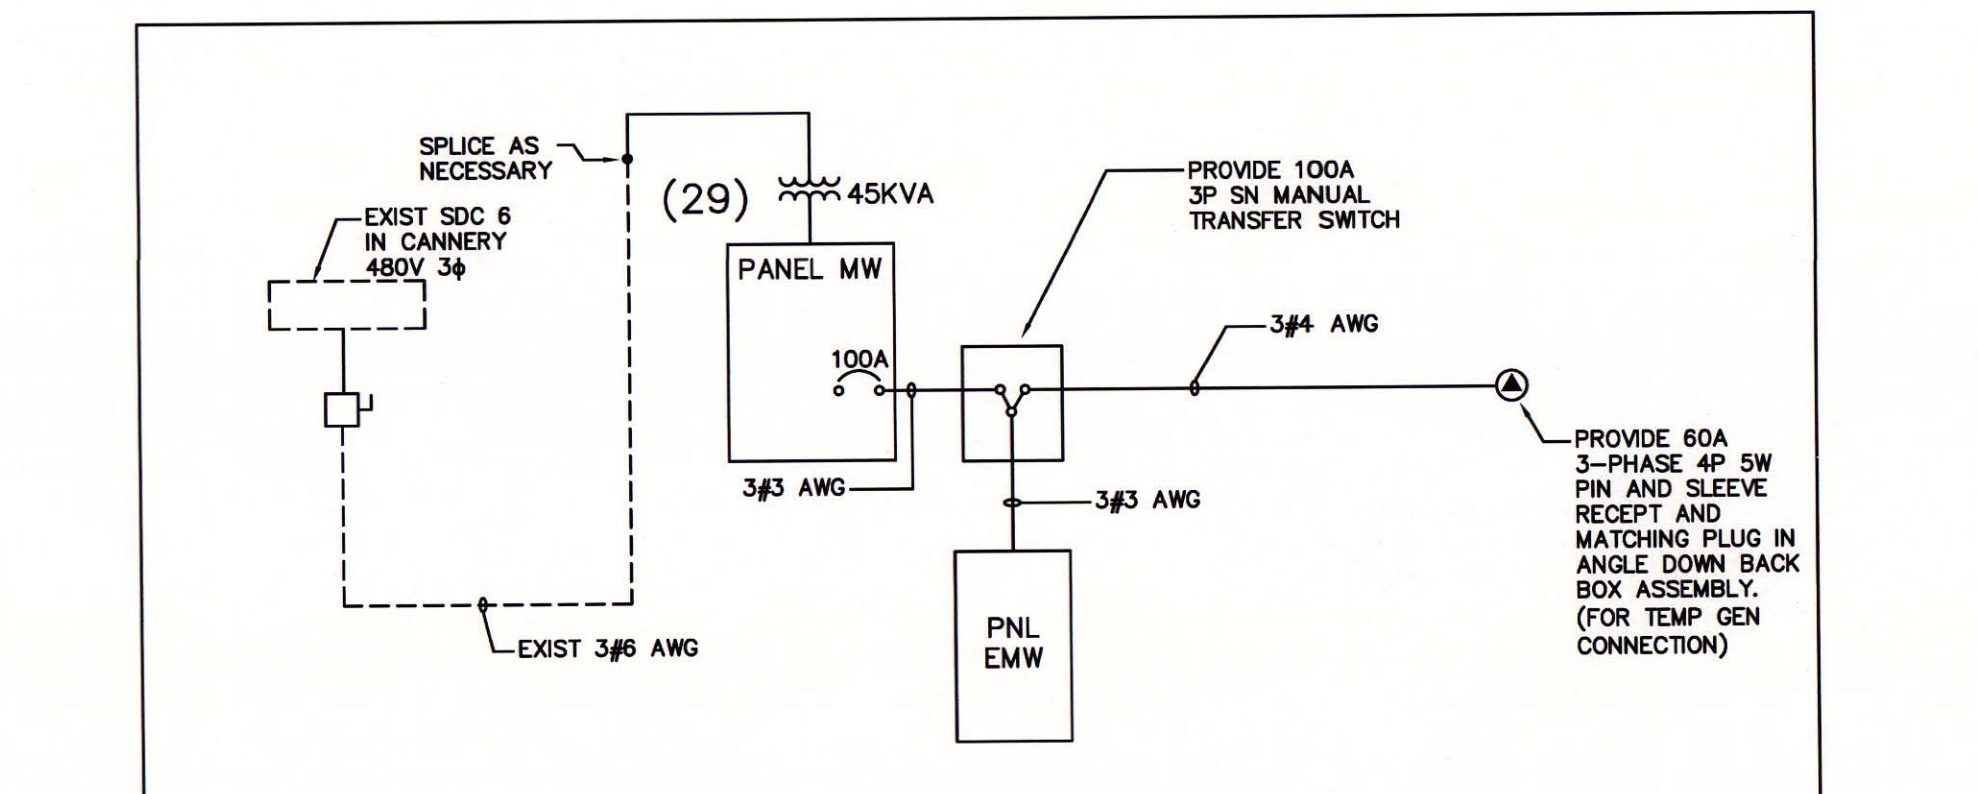 SPLICE AS
NECESSARY
EXIST SDC 6
IN CANNERY
480V 3ϕ
(29)
45KVA
PANEL MW
100A
3#3 AWG
PROVIDE 100A
3P SN MANUAL
TRANSFER SWITCH
3#4 AWG
3#3 AWG
PNL
EMW
PROVIDE 60A
3-PHASE 4P 5W
PIN AND SLEEVE
RECEPT AND
MATCHING PLUG IN
ANGLE DOWN BACK
BOX ASSEMBLY.
(FOR TEMP GEN
CONNECTION)
EXIST 3#6 AWG